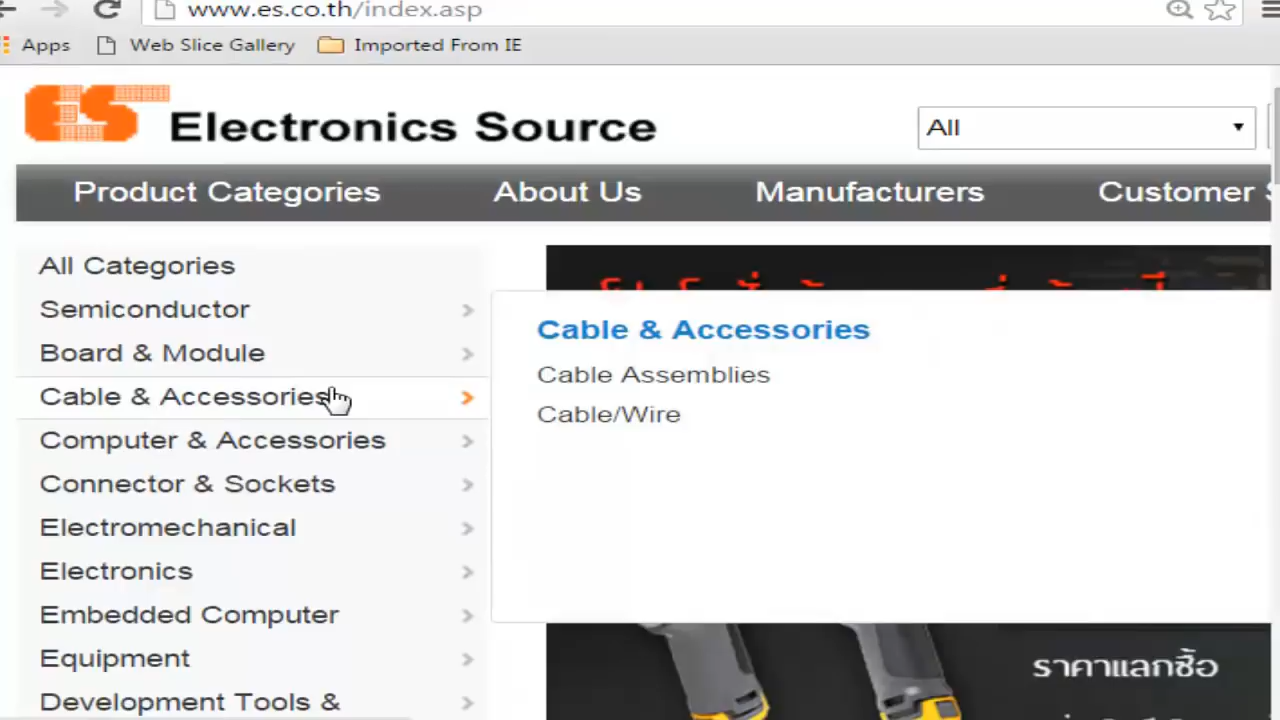 www.es.co.th/index.asp
Apps Web Slice Gallery Imported From IE
ES Electronics Source
All
Product Categories About Us Manufacturers Customer
All Categories
Semiconductor
Board & Module
Cable & Accessories
Computer & Accessories
Connector & Sockets
Electromechanical
Electronics
Embedded Computer
Equipment
Development Tools &
Cable & Accessories
Cable Assemblies
Cable/Wire
ราคาแลกซื้อ